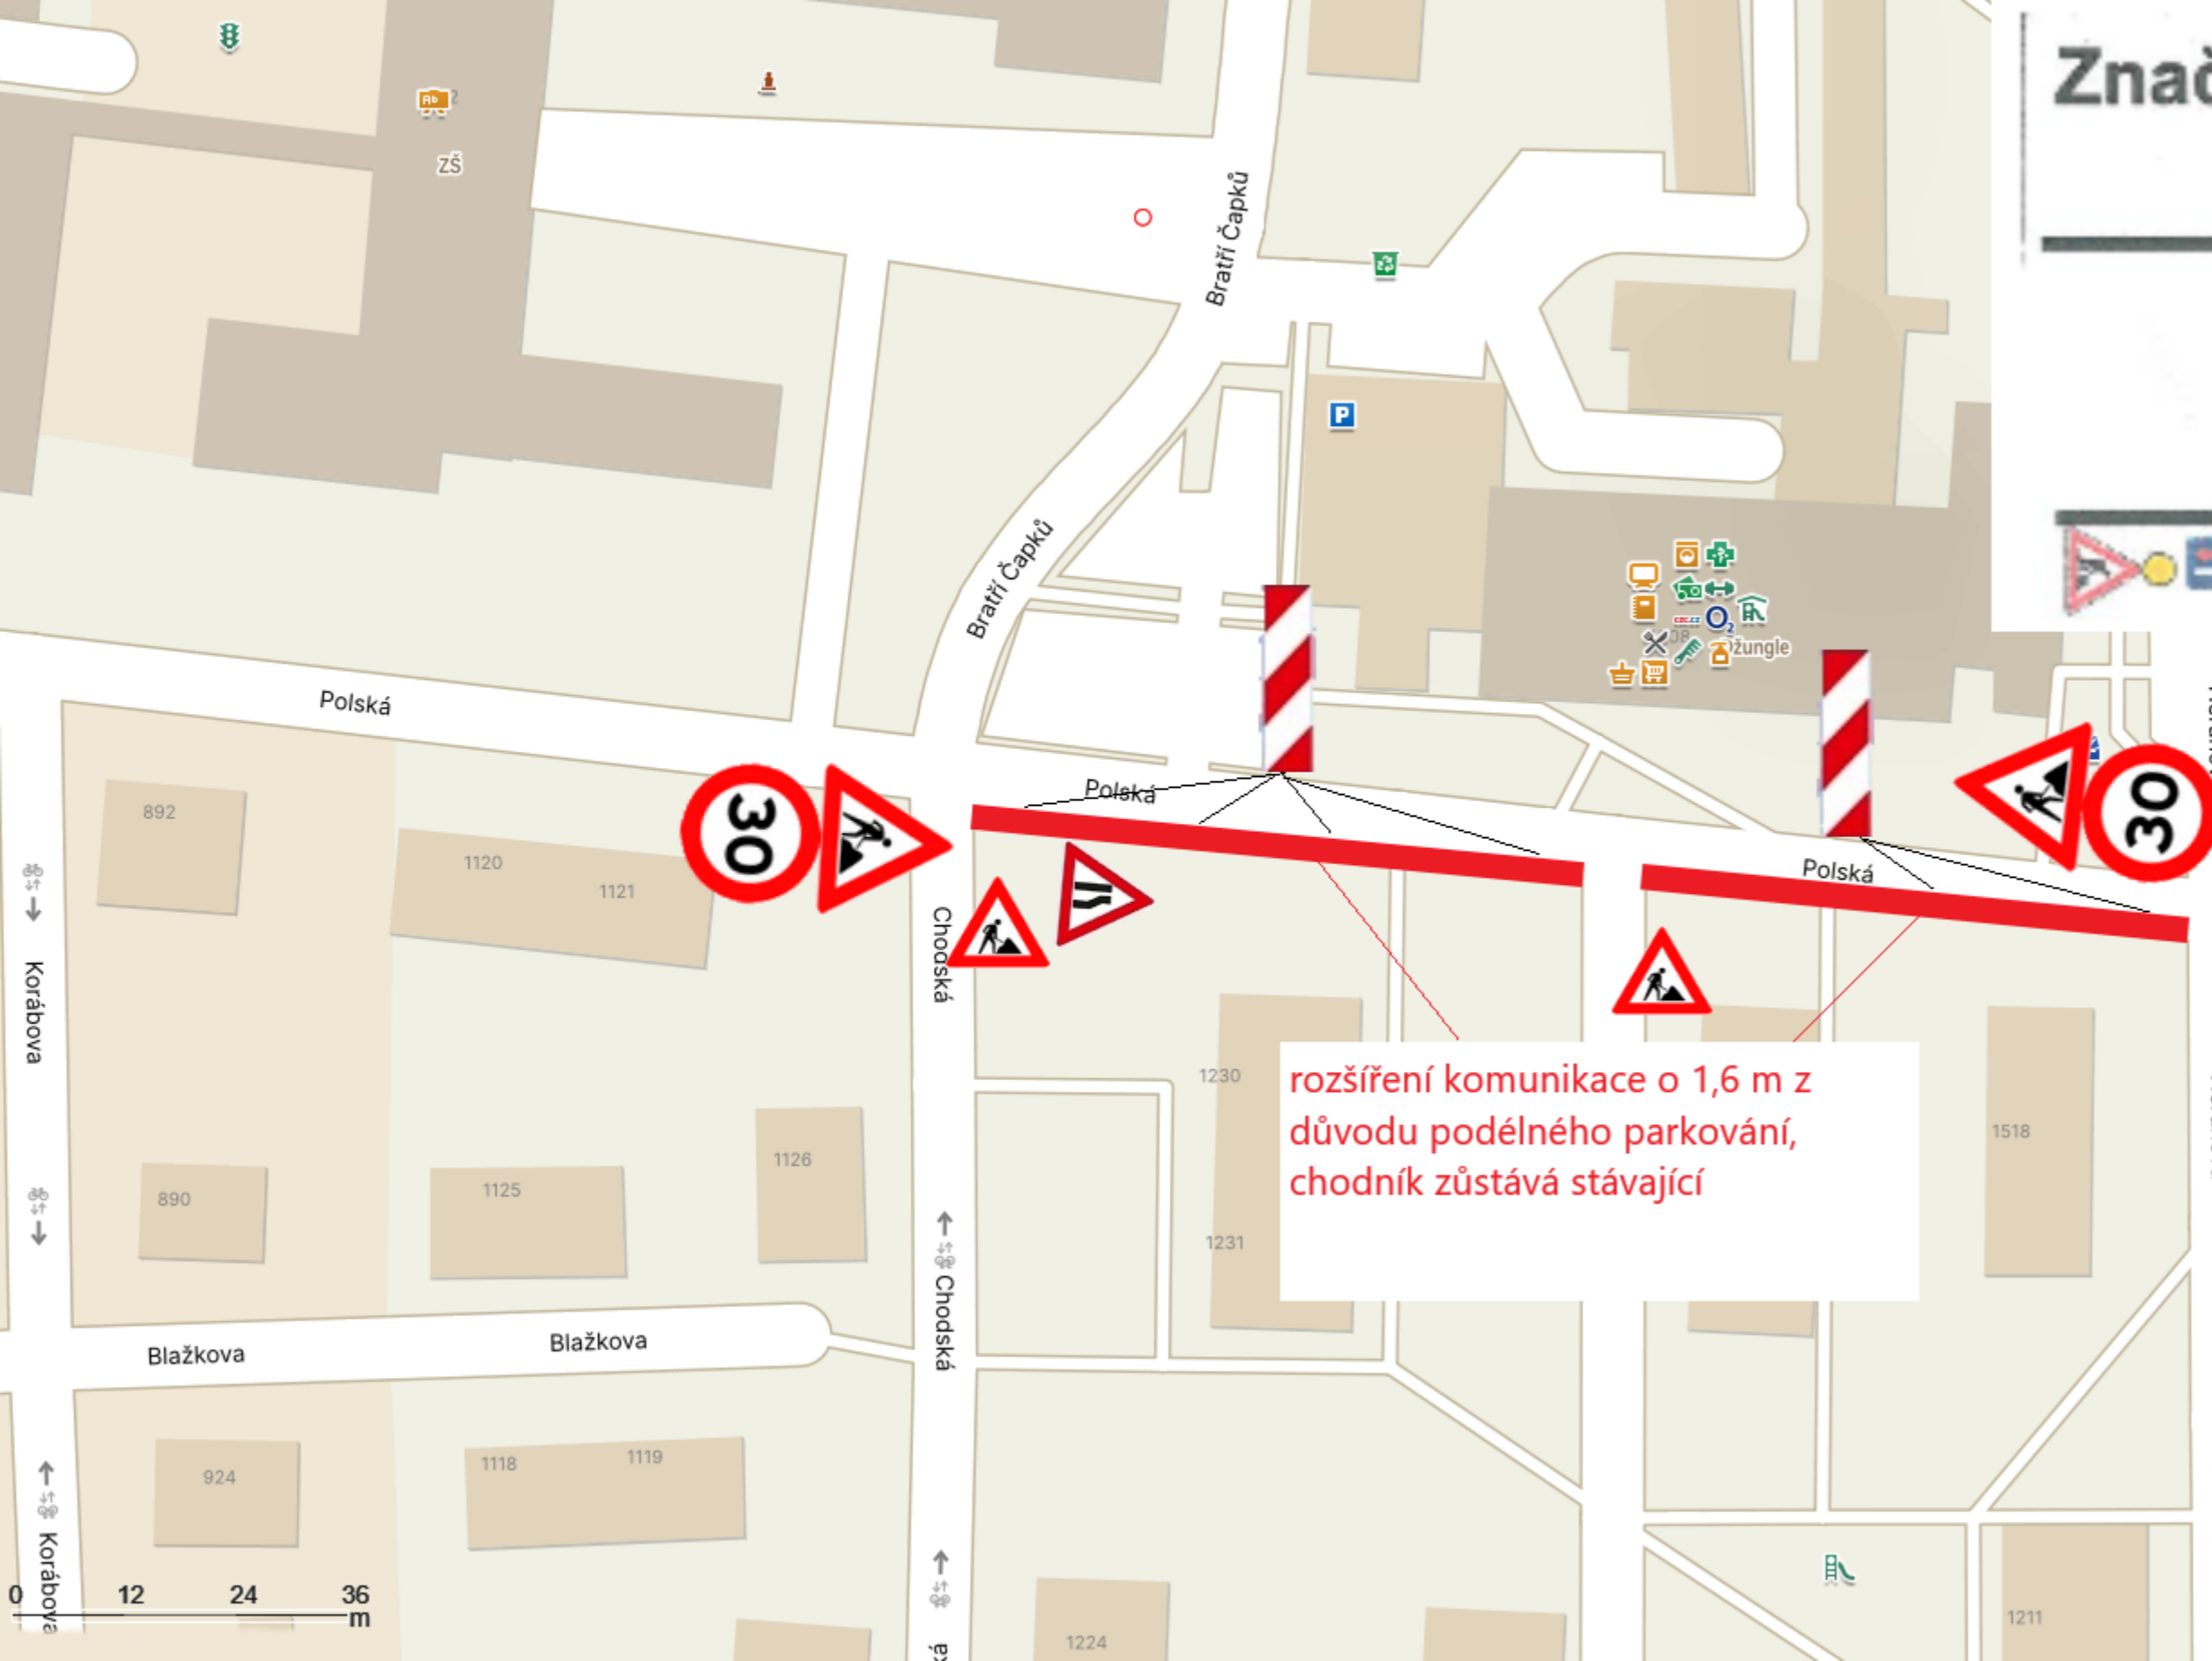 Znač
ZŠ
Bratří Čapků
P
Bratří Čapků
O2
Džungle
Polská
Polská
Polská
30
30
892
1120
1121
Chodská
Korábova
rozšíření komunikace o 1,6 m z
důvodu podélného parkování,
chodník zůstává stávající
1230
1231
1518
1126
1125
890
Chodská
Blažkova
Blažkova
924
1118
1119
Korábova
0 12 24 36
m
1224
1211